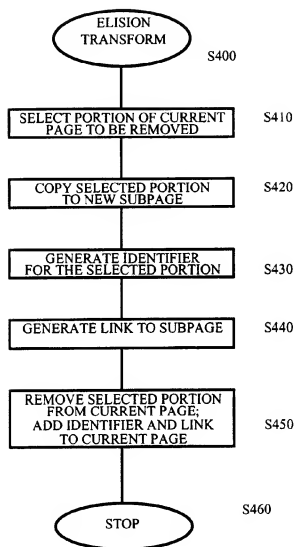 ELISION
TRANSFORM
S400
SELECT PORTION OF CURRENT
PAGE TO BE REMOVED
S410
COPY SELECTED PORTION
TO NEW SUBPAGE
S420
GENERATE IDENTIFIER
FOR THE SELECTED PORTION
S430
GENERATE LINK TO SUBPAGE
S440
REMOVE SELECTED PORTION
FROM CURRENT PAGE;
ADD IDENTIFIER AND LINK
TO CURRENT PAGE
S450
S460
STOP